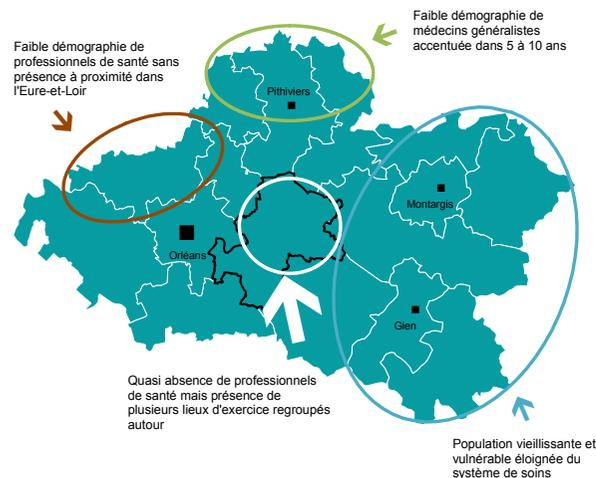 Faible démographie de
médecins généralistes
accentuée dans 5 à 10 ans
Faible démographie de
professionnels de santé sans
présence à proximité dans
l'Eure-et-Loir
Pithiviers
Montargis
Orléans
Gien
Quasi absence de professionnels
de santé mais présence de
plusieurs lieux d'exercice regroupés
autour
Population vieillissante et
vulnérable éloignée du
système de soins